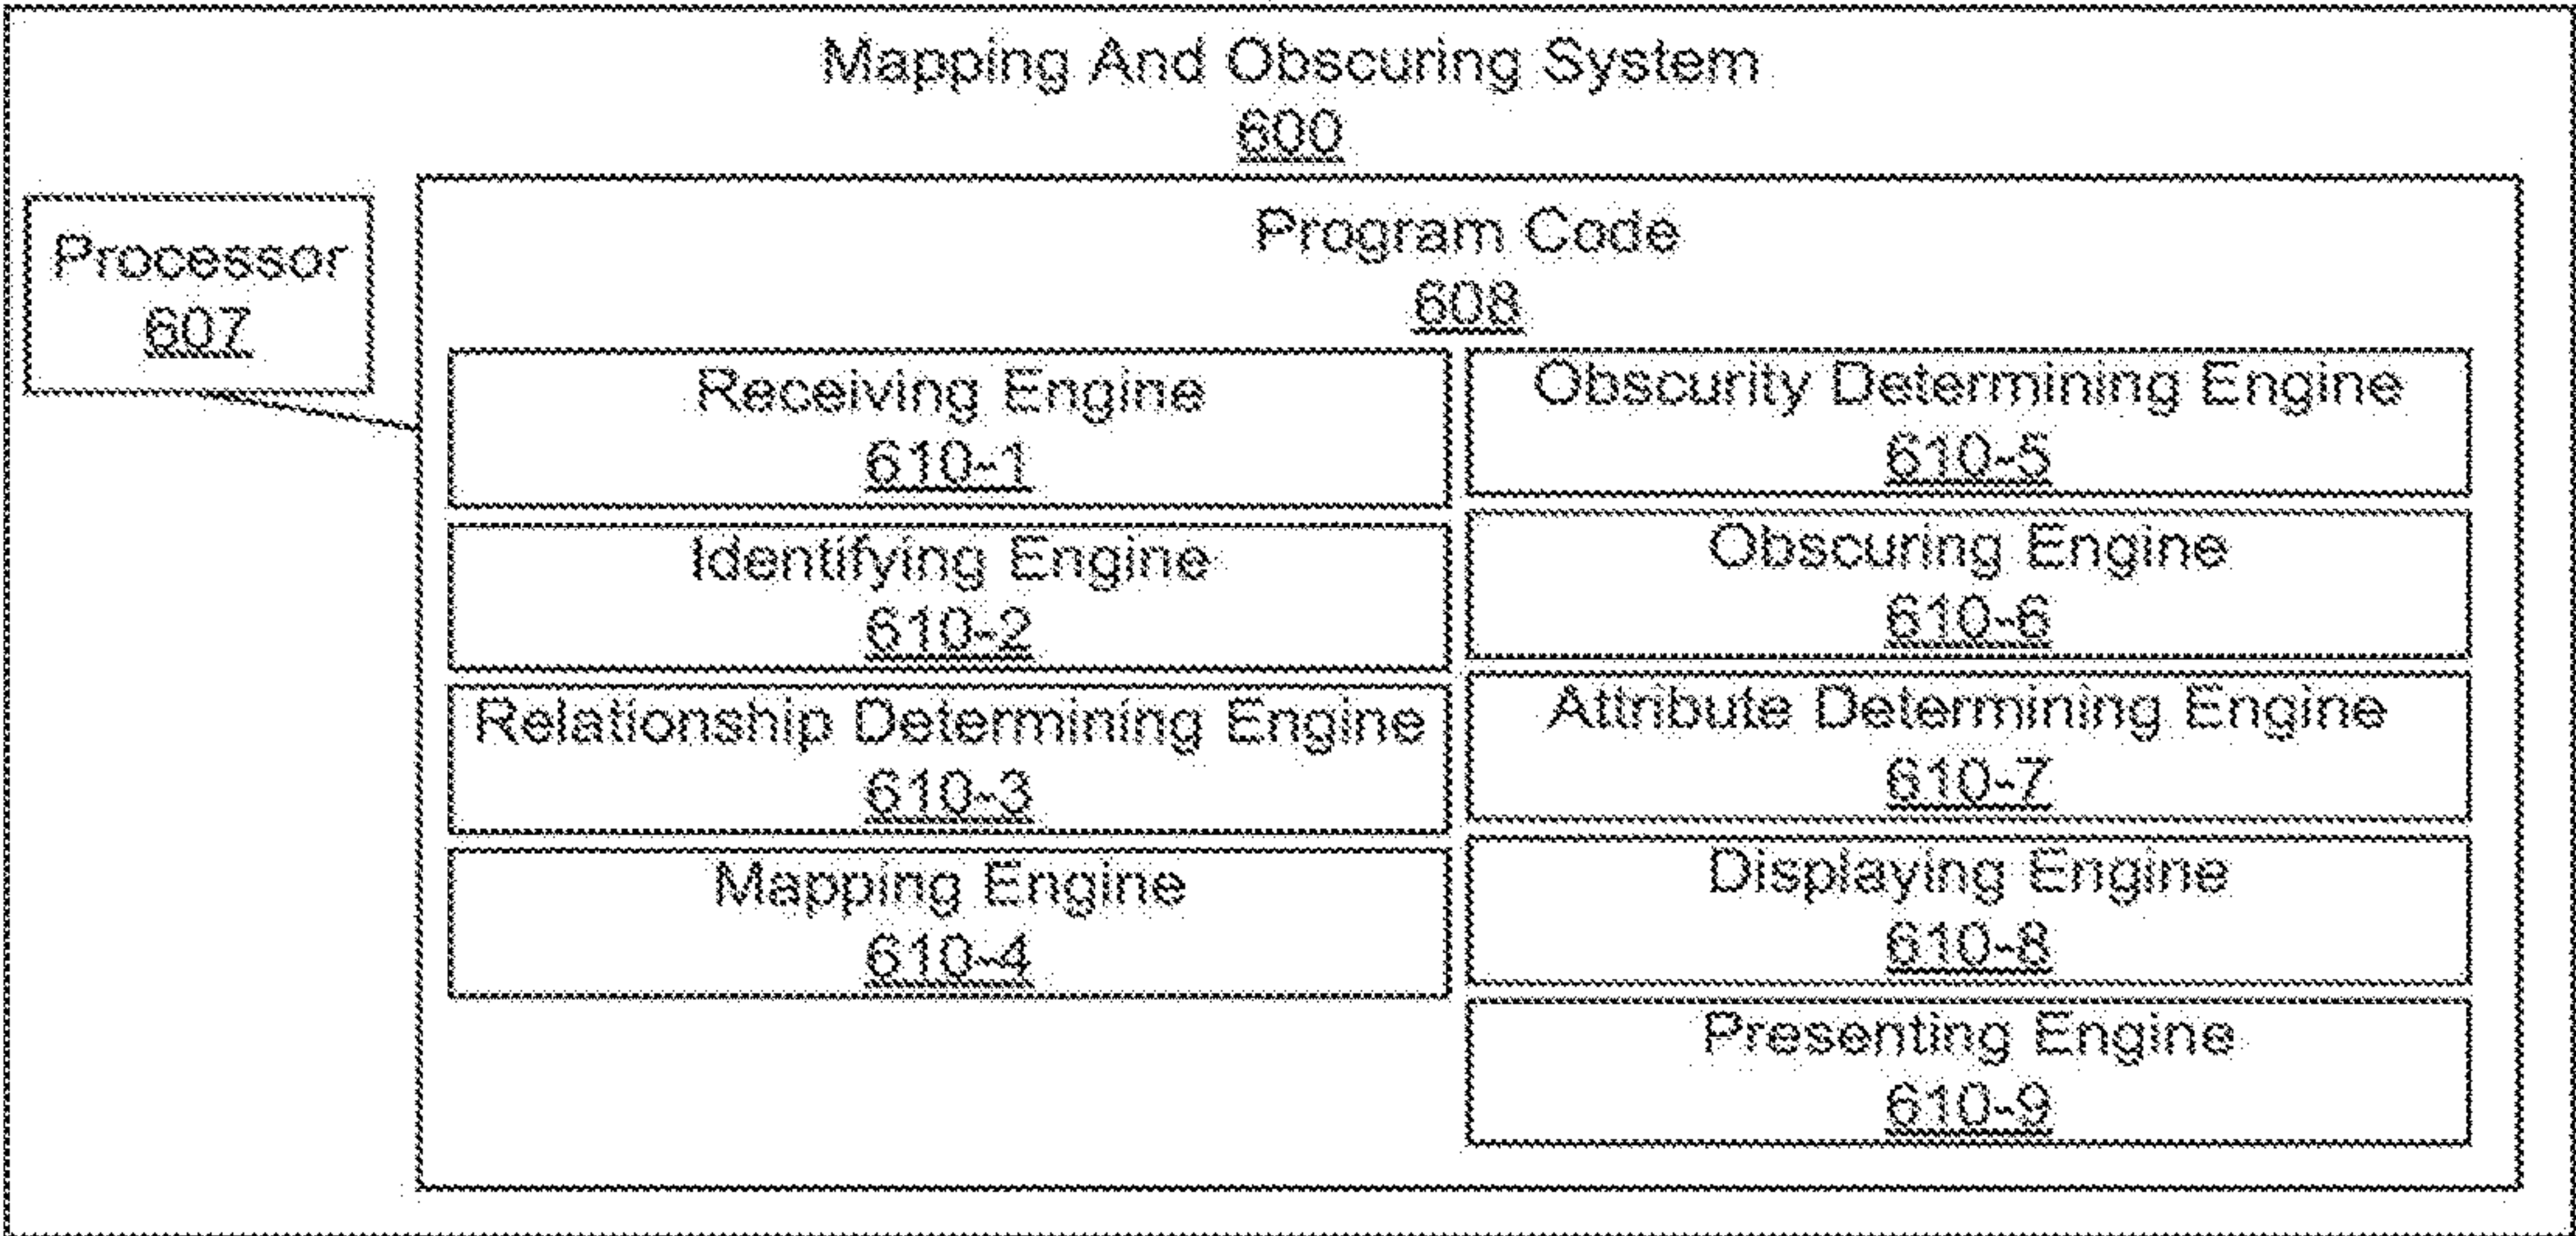 Mapping And Obscuring System
600
Processor
607
Program Code
608
Receiving Engine
610-1
Identifying Engine
610-2
Relationship Determining Engine
610-3
Mapping Engine
610-4
Obscurity Determining Engine
610-5
Obscuring Engine
610-6
Attribute Determining Engine
610-7
Displaying Engine
610-8
Presenting Engine
610-9